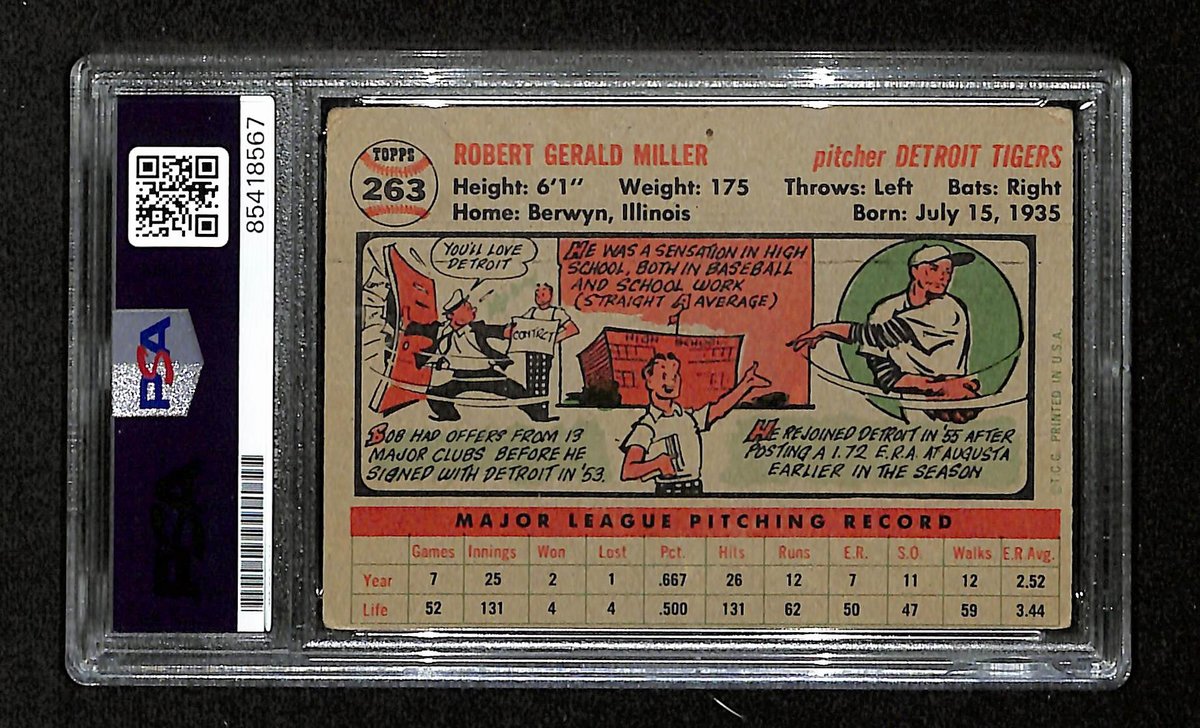 85418567
PSA
PSA
TOPPS
263
ROBERT GERALD MILLER
pitcher DETROIT TIGERS
Height: 6'1" Weight: 175 Throws: Left Bats: Right
Home: Berwyn, Illinois Born: July 15, 1935
YOU'LL LOVE
DETROIT
CONTRACT
HE WAS A SENSATION IN HIGH
SCHOOL, BOTH IN BASEBALL
AND SCHOOL WORK
(STRAIGHT A AVERAGE)
HIGH SCHOOL
BOB HAD OFFERS FROM 13
MAJOR CLUBS BEFORE HE
SIGNED WITH DETROIT IN '53.
HE REJOINED DETROIT IN '55 AFTER
POSTING A 1.72 E.R.A. AT AUGUSTA
EARLIER IN THE SEASON
© T.C.G. PRINTED IN U.S.A.
MAJOR LEAGUE PITCHING RECORD
Games Innings Won Lost Pct. Hits Runs E.R. S.O. Walks E.R.Avg.
Year 7 25 2 1 .667 26 12 7 11 12 2.52
Life 52 131 4 4 .500 131 62 50 47 59 3.44